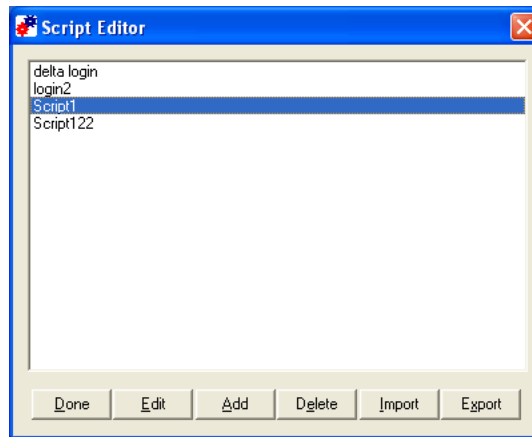 Script Editor
delta login
login2
Script1
Script122
Done Edit Add Delete Import Export